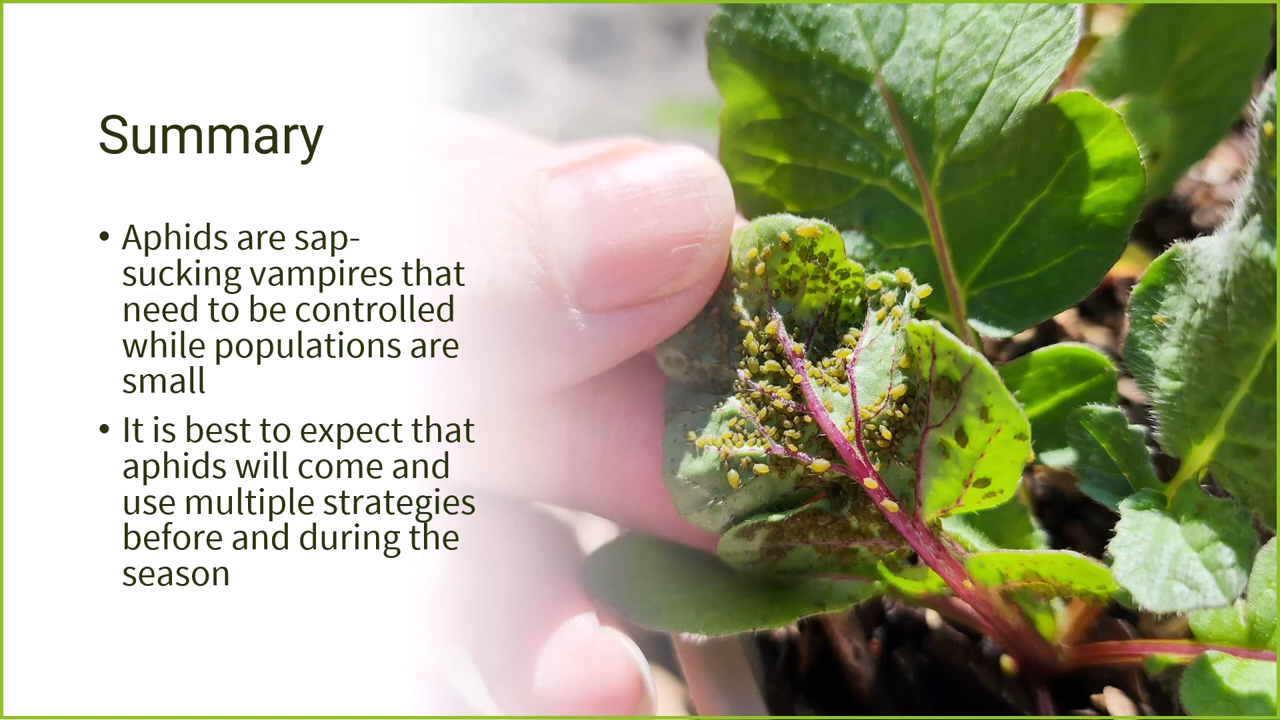 Summary
• Aphids are sap-
sucking vampires that
need to be controlled
while populations are
small
• It is best to expect that
aphids will come and
use multiple strategies
before and during the
season